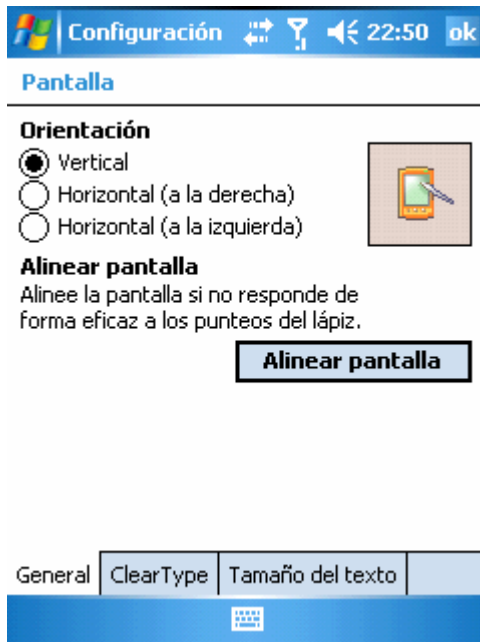 Configuración 22:50 ok
Pantalla
Orientación
Vertical
Horizontal (a la derecha)
Horizontal (a la izquierda)
Alinear pantalla
Alinee la pantalla si no responde de
forma eficaz a los punteos del lápiz.
Alinear pantalla
General ClearType Tamaño del texto